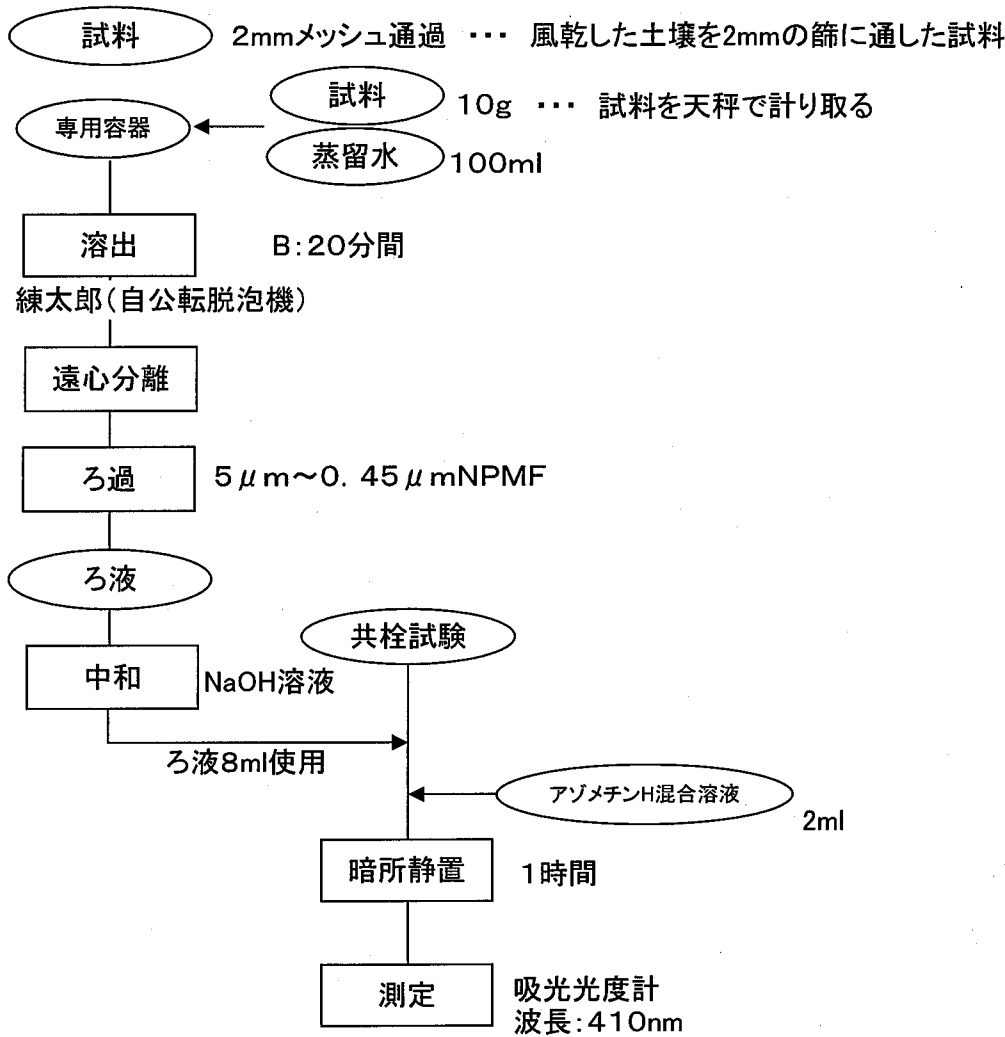 試料 2mmメッシュ通過 ・・・ 風乾した土壌を2mmの篩に通した試料
試料 10g ・・・ 試料を天秤で計り取る
専用容器
蒸留水 100ml
溶出 B:20分間
練太郎(自公転脱泡機)
遠心分離
ろ過 5μm~0.45μmNPMF
ろ液
共栓試験
中和 NaOH溶液
ろ液8ml使用
アゾメチンH混合溶液
2ml
暗所静置 1時間
測定 吸光光度計
波長:410nm